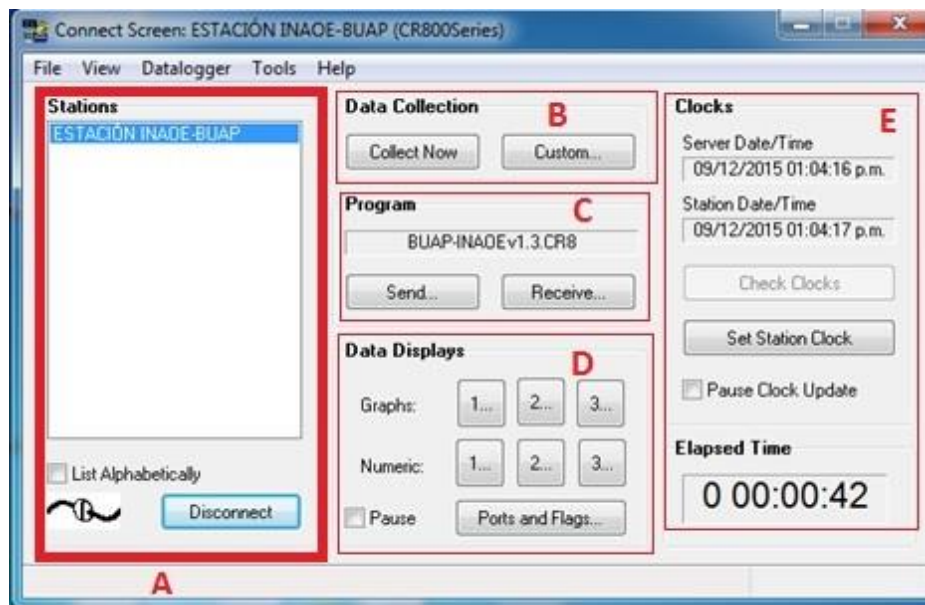 Connect Screen: ESTACIÓN INAOE-BUAP (CR800Series)
File View Datalogger Tools Help
Stations
ESTACIÓN INAOE-BUAP
List Alphabetically
Disconnect
A
Data Collection
B
Collect Now Custom...
Program
C
BUAP-INAOEv1.3.CR8
Send... Receive...
Data Displays
D
Graphs: 1... 2... 3...
Numeric: 1... 2... 3...
Pause Ports and Flags...
Clocks
E
Server Date/Time
09/12/2015 01:04:16 p.m.
Station Date/Time
09/12/2015 01:04:17 p.m.
Check Clocks
Set Station Clock
Pause Clock Update
Elapsed Time
0 00:00:42